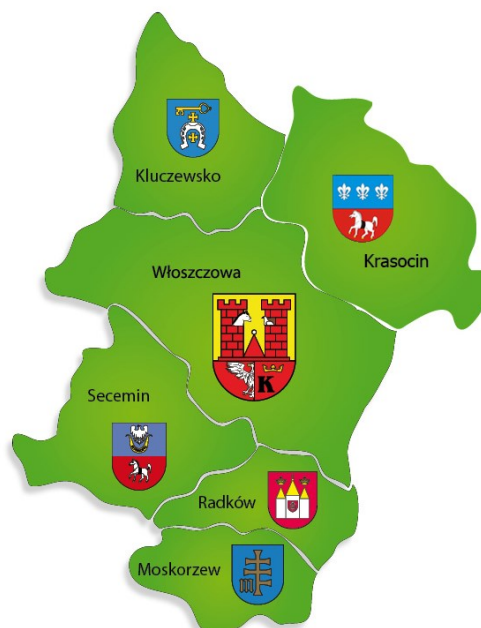 Kluczewsko
Krasocin
Włoszczowa
K
Secemin
Radków
Moskorzew